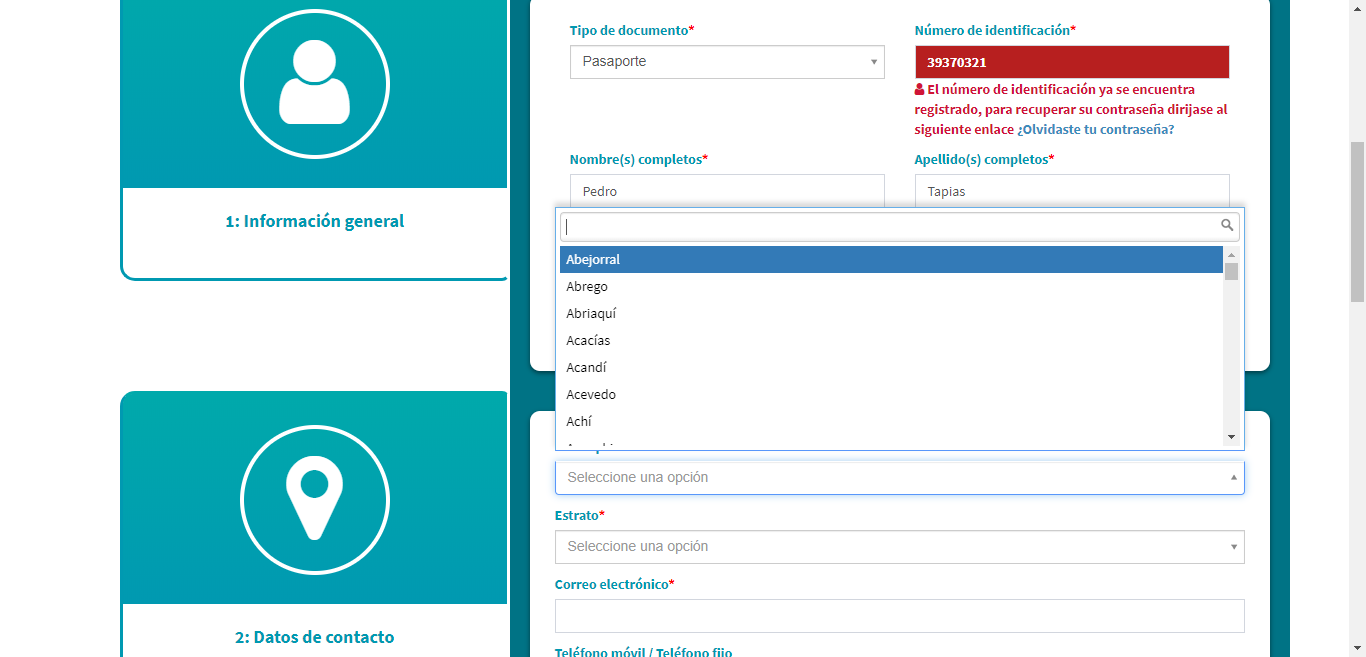 Tipo de documento*
Número de identificación*
Pasaporte
39370321
El número de identificación ya se encuentra
registrado, para recuperar su contraseña dirijase al
siguiente enlace ¿Olvidaste tu contraseña?
Nombre(s) completos*
Apellido(s) completos*
Pedro
Tapias
1: Información general
Abejorral
Abrego
Abriaquí
Acacías
Acandí
Acevedo
Achí
Seleccione una opción
Estrato*
Seleccione una opción
Correo electrónico*
2: Datos de contacto
Teléfono móvil / Teléfono fijo